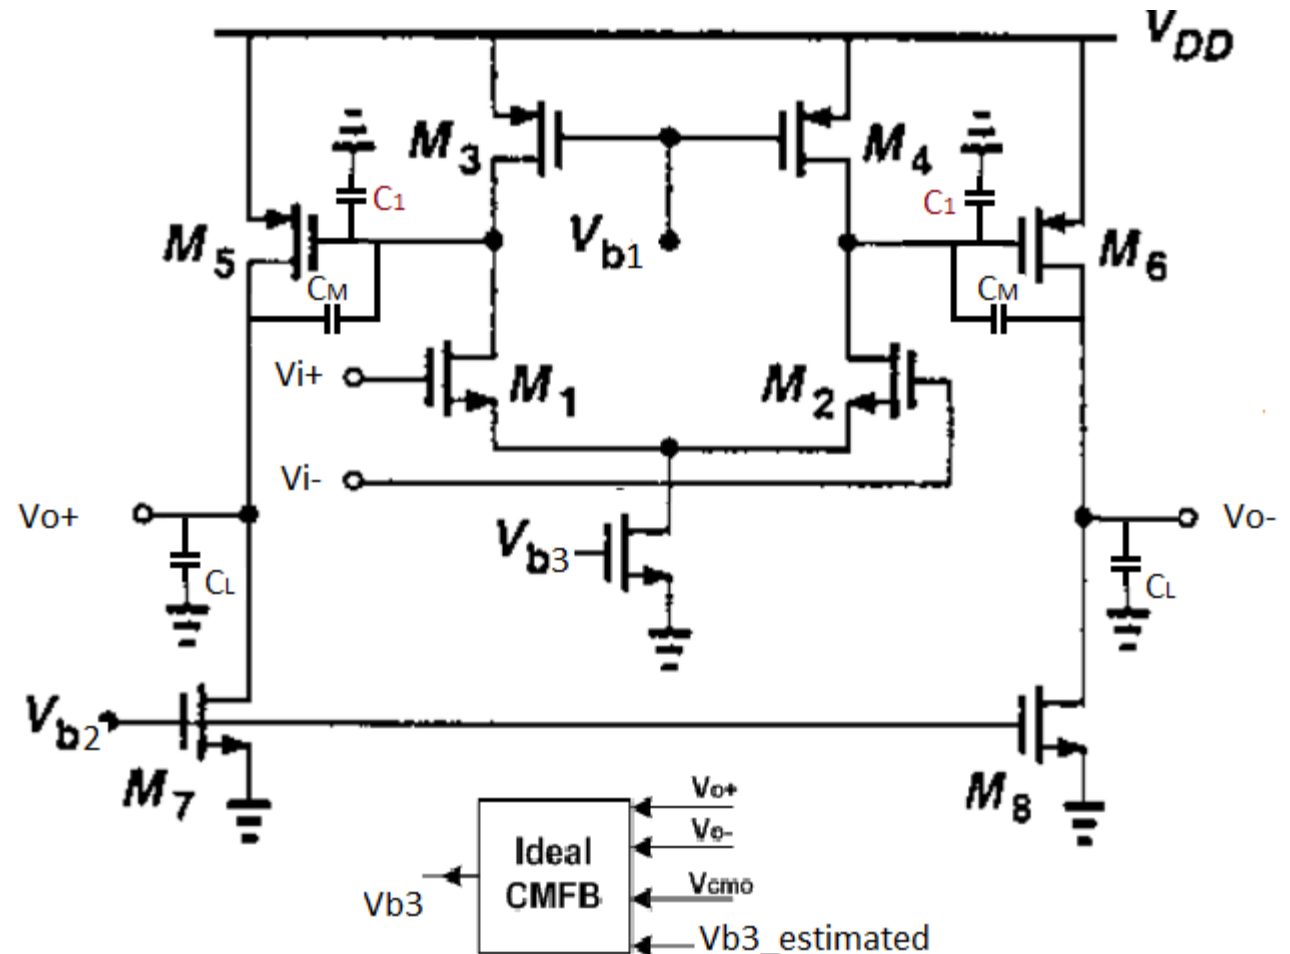 VDD
M3
M4
C1
C1
M5
Vb1
M6
CM
CM
Vi+
M1
M2
Vi-
Vo+
Vb3
Vo-
CL
CL
Vb2
M7
M8
Vo+
Ideal
CMFB
Vo-
Vcmo
Vb3
Vb3_estimated